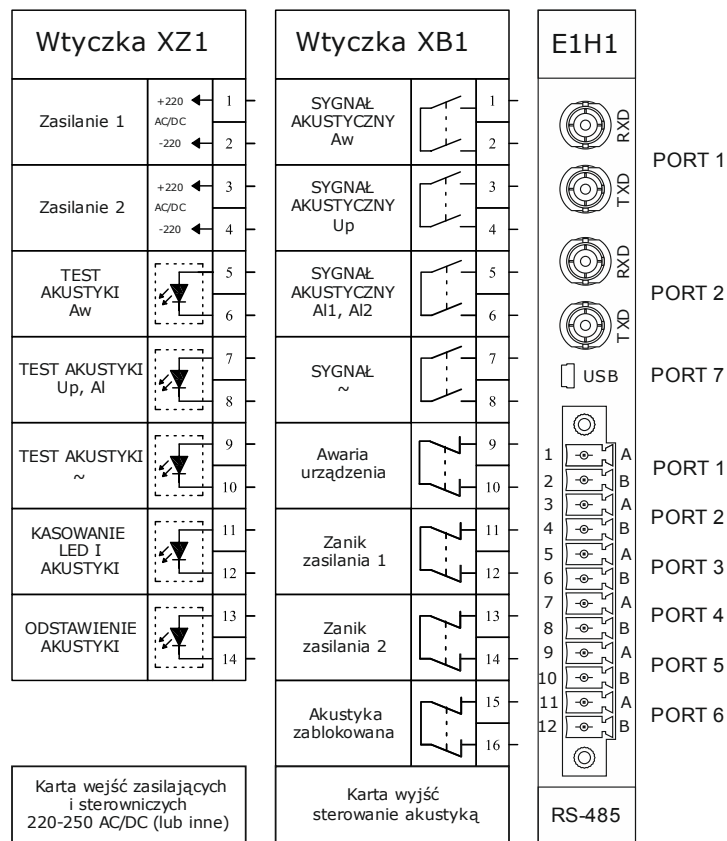 Wtyczka XZ1
Zasilanie 1
+220
AC/DC
-220
1
2
Zasilanie 2
+220
AC/DC
-220
3
4
TEST
AKUSTYKI
Aw
5
6
TEST AKUSTYKI
Up, Al
7
8
TEST AKUSTYKI
~
9
10
KASOWANIE
LED I
AKUSTYKI
11
12
ODSTAWIENIE
AKUSTYKI
13
14
Karta wejść zasilających
i sterowniczych
220-250 AC/DC (lub inne)
Wtyczka XB1
SYGNAŁ
AKUSTYCZNY
Aw
1
2
SYGNAŁ
AKUSTYCZNY
Up
3
4
SYGNAŁ
AKUSTYCZNY
Al1, Al2
5
6
SYGNAŁ
~
7
8
Awaria
urządzenia
9
10
Zanik
zasilania 1
11
12
Zanik
zasilania 2
13
14
Akustyka
zablokowana
15
16
Karta wyjść
sterowanie akustyką
E1H1
RXD
TXD
PORT 1
RXD
TXD
PORT 2
USB
PORT 7
1 A
2 B
PORT 1
3 A
4 B
PORT 2
5 A
6 B
PORT 3
7 A
8 B
PORT 4
9 A
10 B
PORT 5
11 A
12 B
PORT 6
RS-485